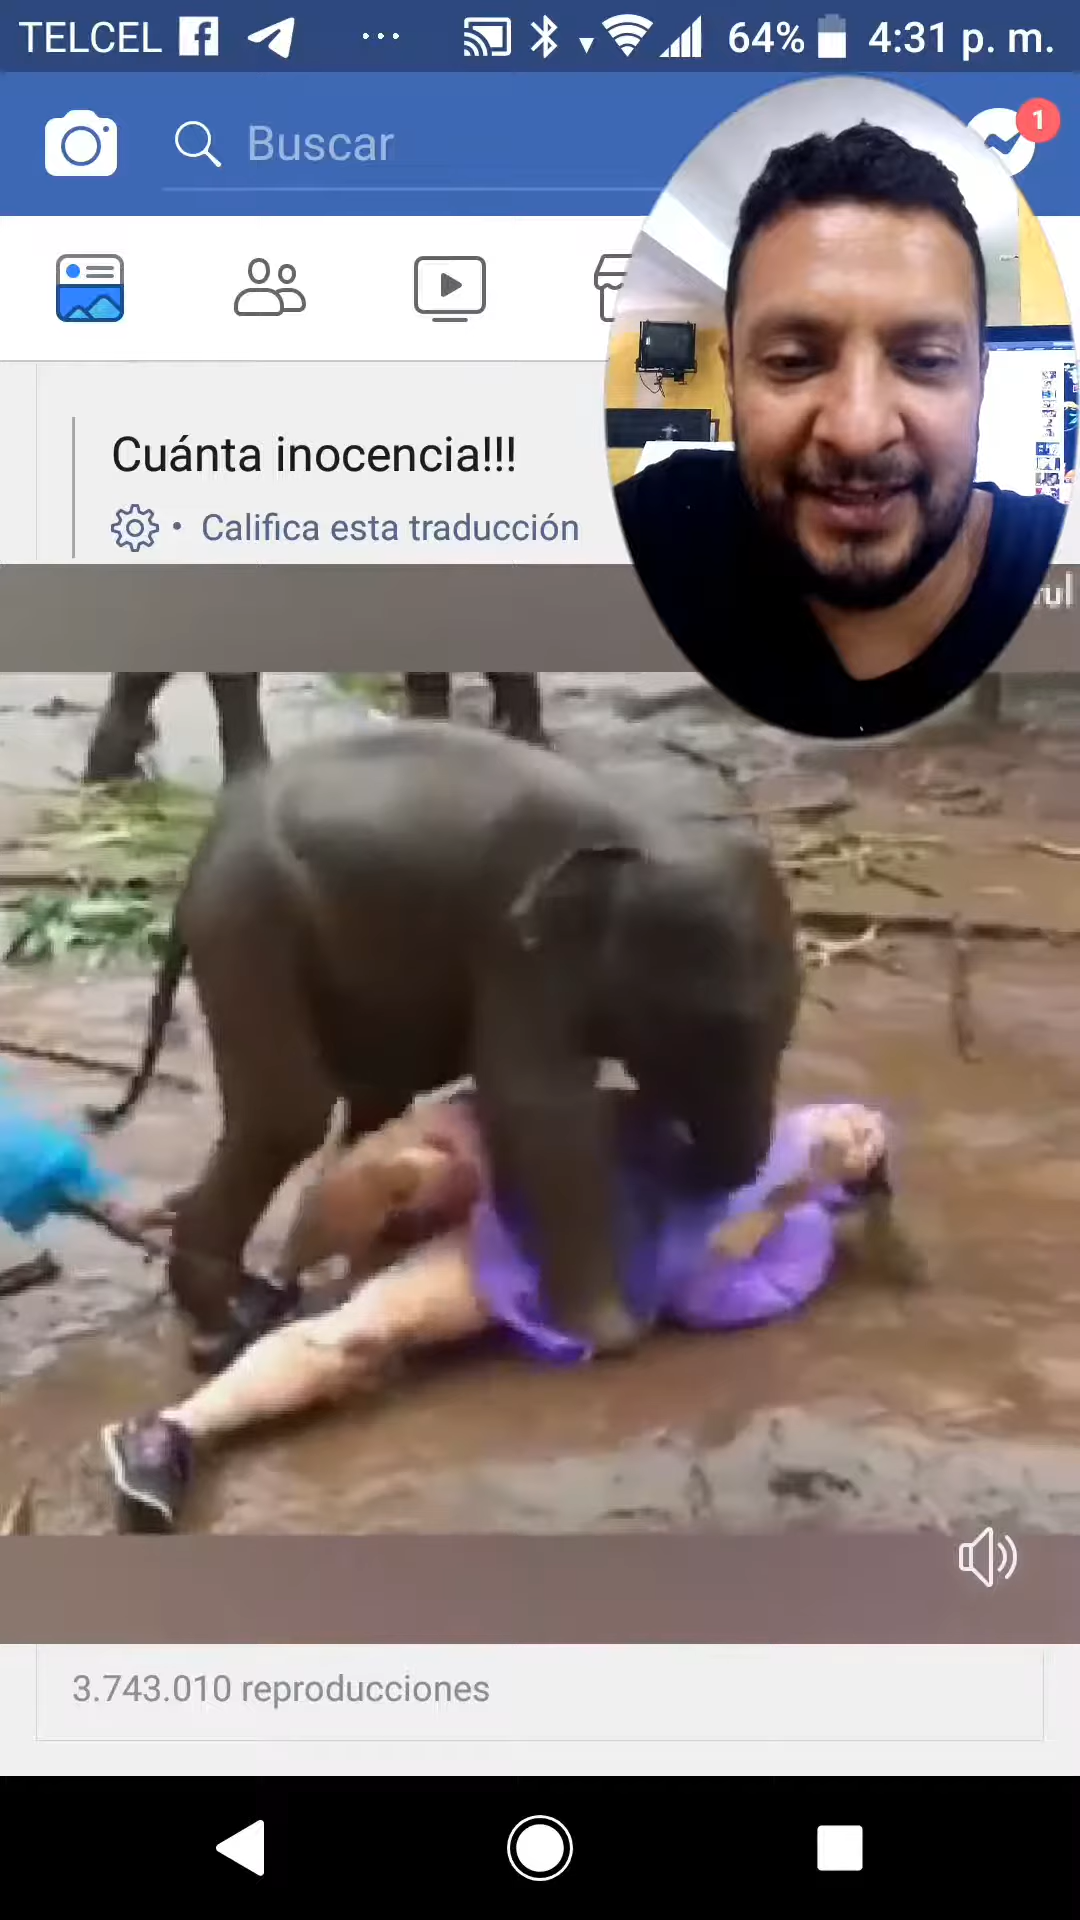 TELCEL 64% 4:31 p. m.
Buscar
1
Cuánta inocencia!!!
• Califica esta traducción
3.743.010 reproducciones